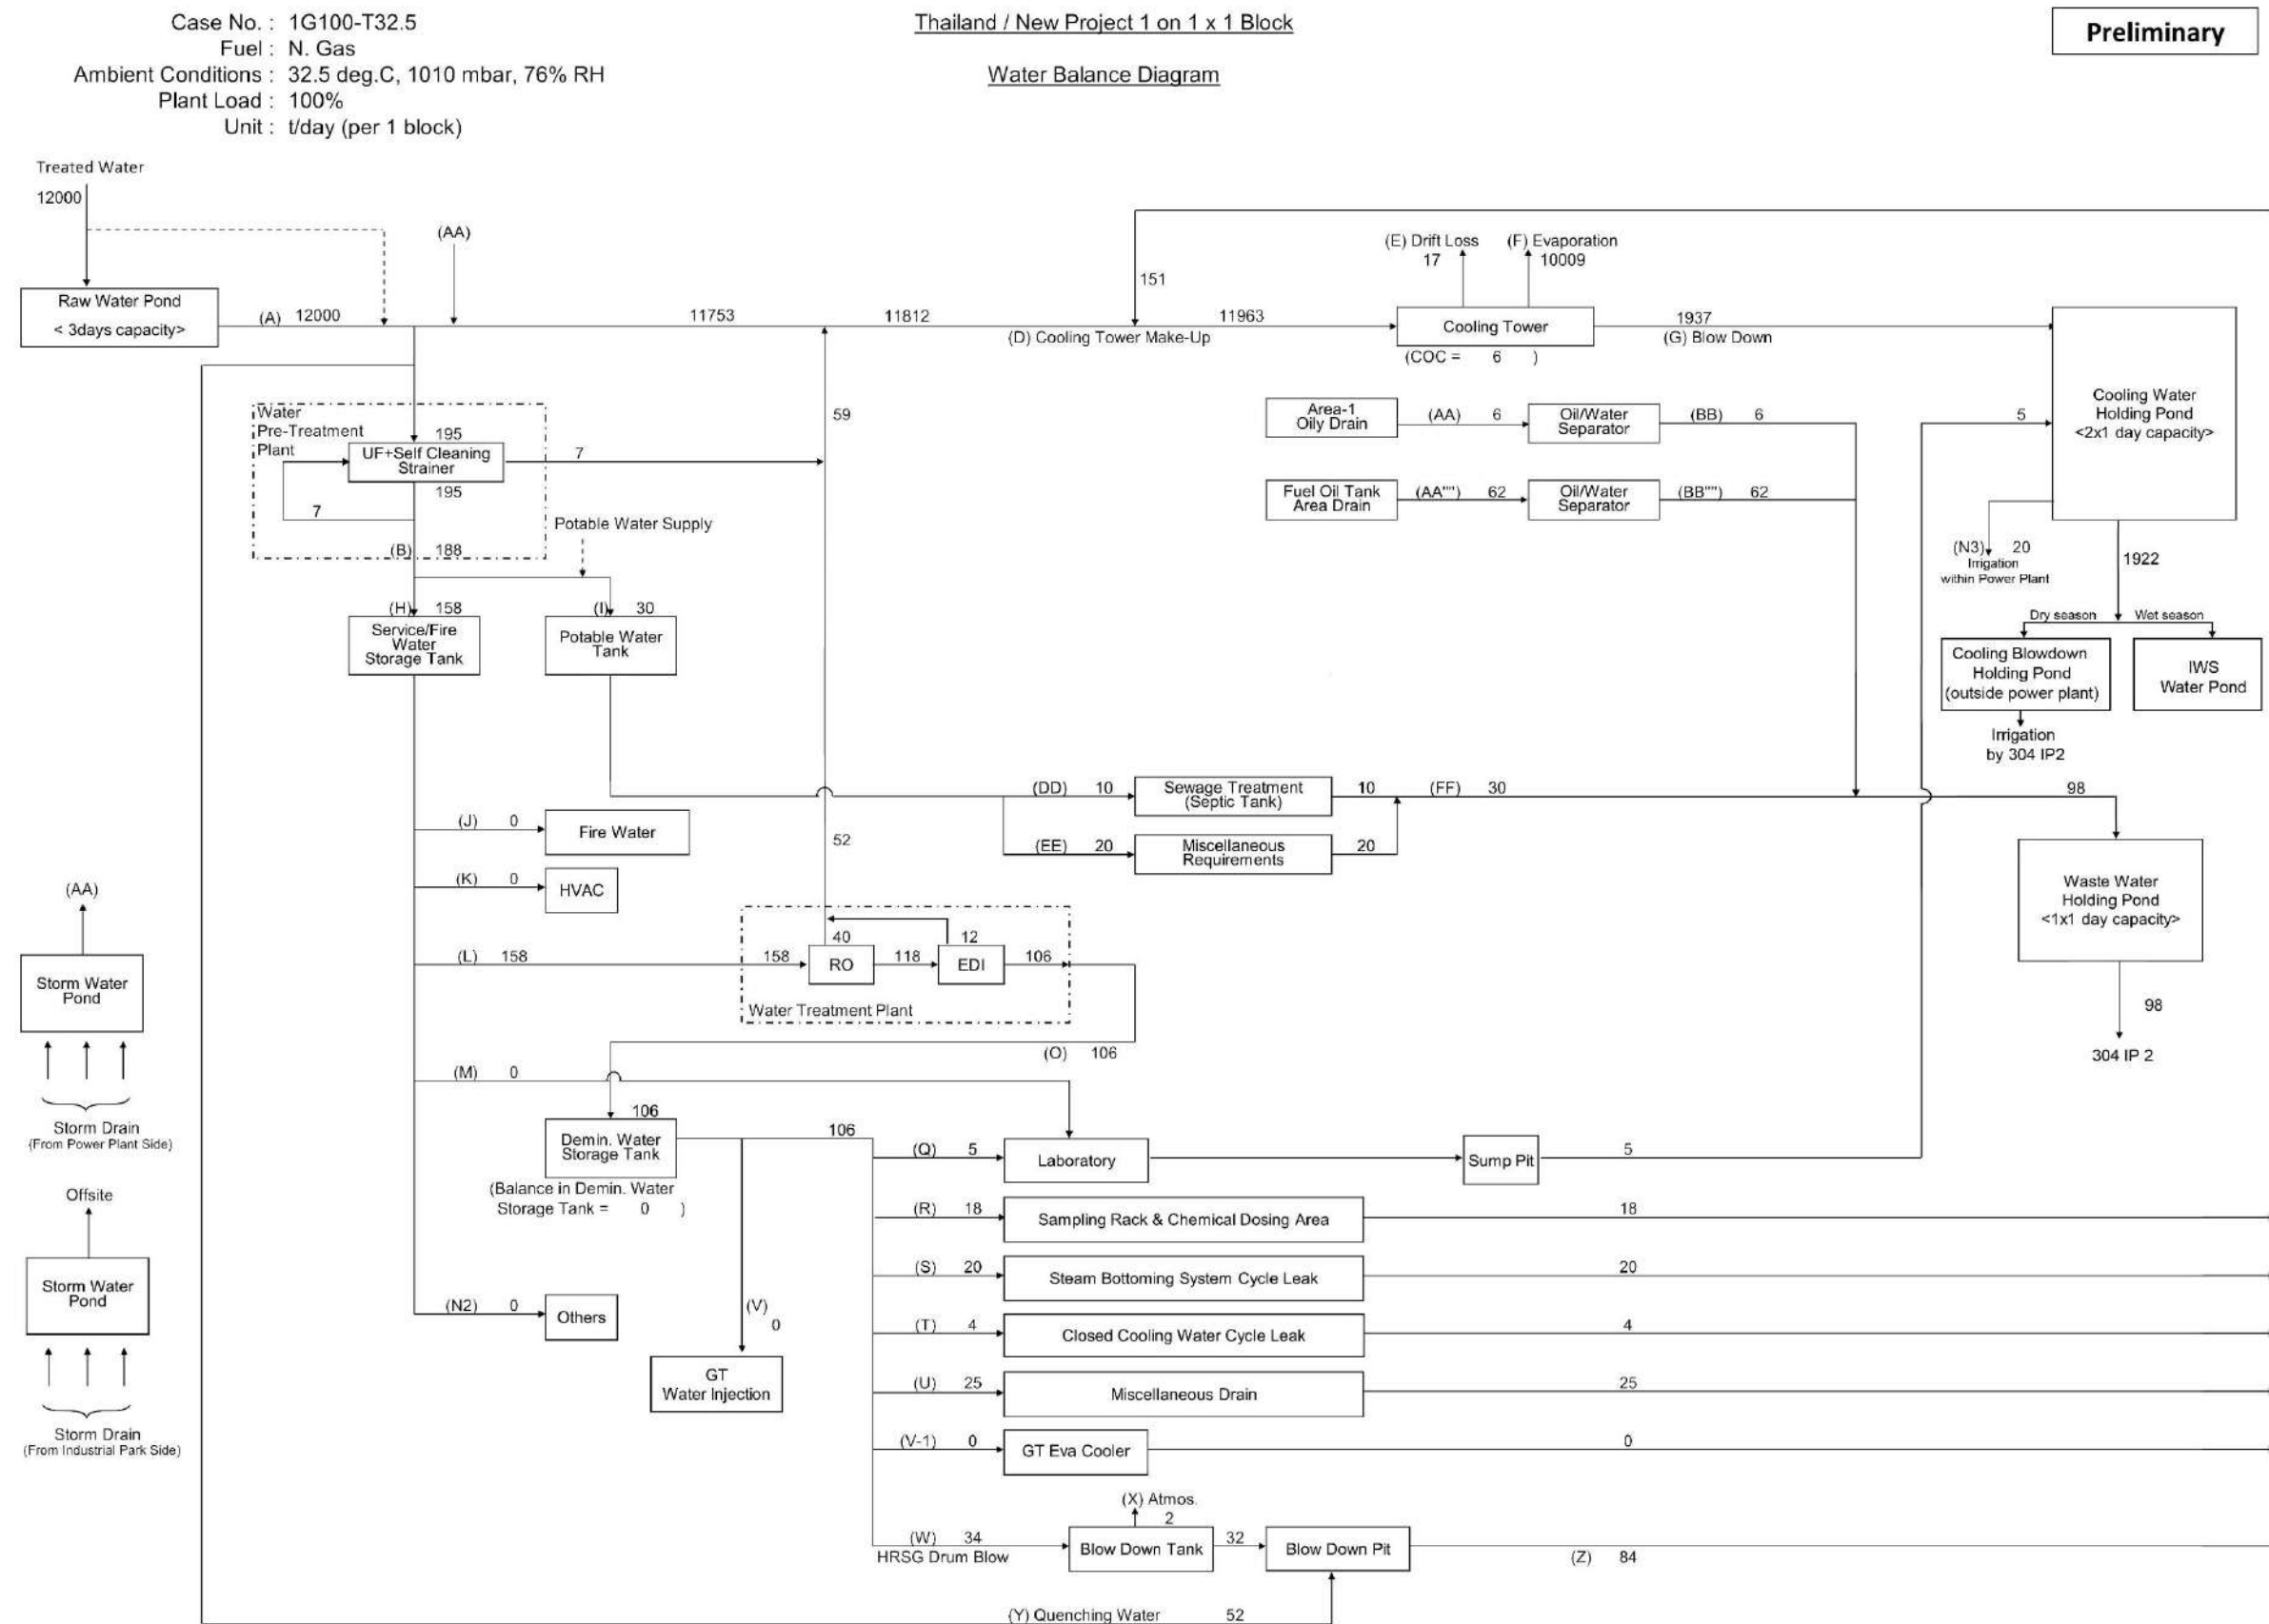 Case No. : 1G100-T32.5
Fuel : N. Gas
Ambient Conditions : 32.5 deg.C, 1010 mbar, 76% RH
Plant Load : 100%
Unit : t/day (per 1 block)
Thailand / New Project 1 on 1 x 1 Block
Water Balance Diagram
Preliminary
Treated Water
12000
Raw Water Pond
< 3days capacity>
(A) 12000
(AA)
11753
11812
151
(D) Cooling Tower Make-Up
11963
(E) Drift Loss
17
(F) Evaporation
10009
Cooling Tower
(COC = 6 )
1937
(G) Blow Down
Cooling Water
Holding Pond
<2x1 day capacity>
5
(N3) 20
Irrigation
within Power Plant
1922
Dry season
Wet season
Cooling Blowdown
Holding Pond
(outside power plant)
IWS
Water Pond
Irrigation
by 304 IP2
Water
Pre-Treatment
Plant
195
UF+Self Cleaning
Strainer
195
7
7
(B) 188
59
Potable Water Supply
(H) 158
Service/Fire
Water
Storage Tank
(I) 30
Potable Water
Tank
Area-1
Oily Drain
(AA) 6
Oil/Water
Separator
(BB) 6
Fuel Oil Tank
Area Drain
(AA"") 62
Oil/Water
Separator
(BB"") 62
(DD) 10
Sewage Treatment
(Septic Tank)
10
(FF) 30
98
(EE) 20
Miscellaneous
Requirements
20
Waste Water
Holding Pond
<1x1 day capacity>
98
304 IP 2
(J) 0
Fire Water
52
(K) 0
HVAC
(L) 158
158
40
RO
118
12
EDI
106
Water Treatment Plant
(O) 106
(M) 0
106
Demin. Water
Storage Tank
(Balance in Demin. Water
Storage Tank = 0 )
106
(V)
0
GT
Water Injection
(N2) 0
Others
(AA)
Storm Water
Pond
Storm Drain
(From Power Plant Side)
Offsite
Storm Water
Pond
Storm Drain
(From Industrial Park Side)
(Q) 5
Laboratory
Sump Pit
5
(R) 18
Sampling Rack & Chemical Dosing Area
18
(S) 20
Steam Bottoming System Cycle Leak
20
(T) 4
Closed Cooling Water Cycle Leak
4
(U) 25
Miscellaneous Drain
25
(V-1) 0
GT Eva Cooler
0
(X) Atmos.
2
(W) 34
HRSG Drum Blow
Blow Down Tank
32
Blow Down Pit
(Z) 84
(Y) Quenching Water 52